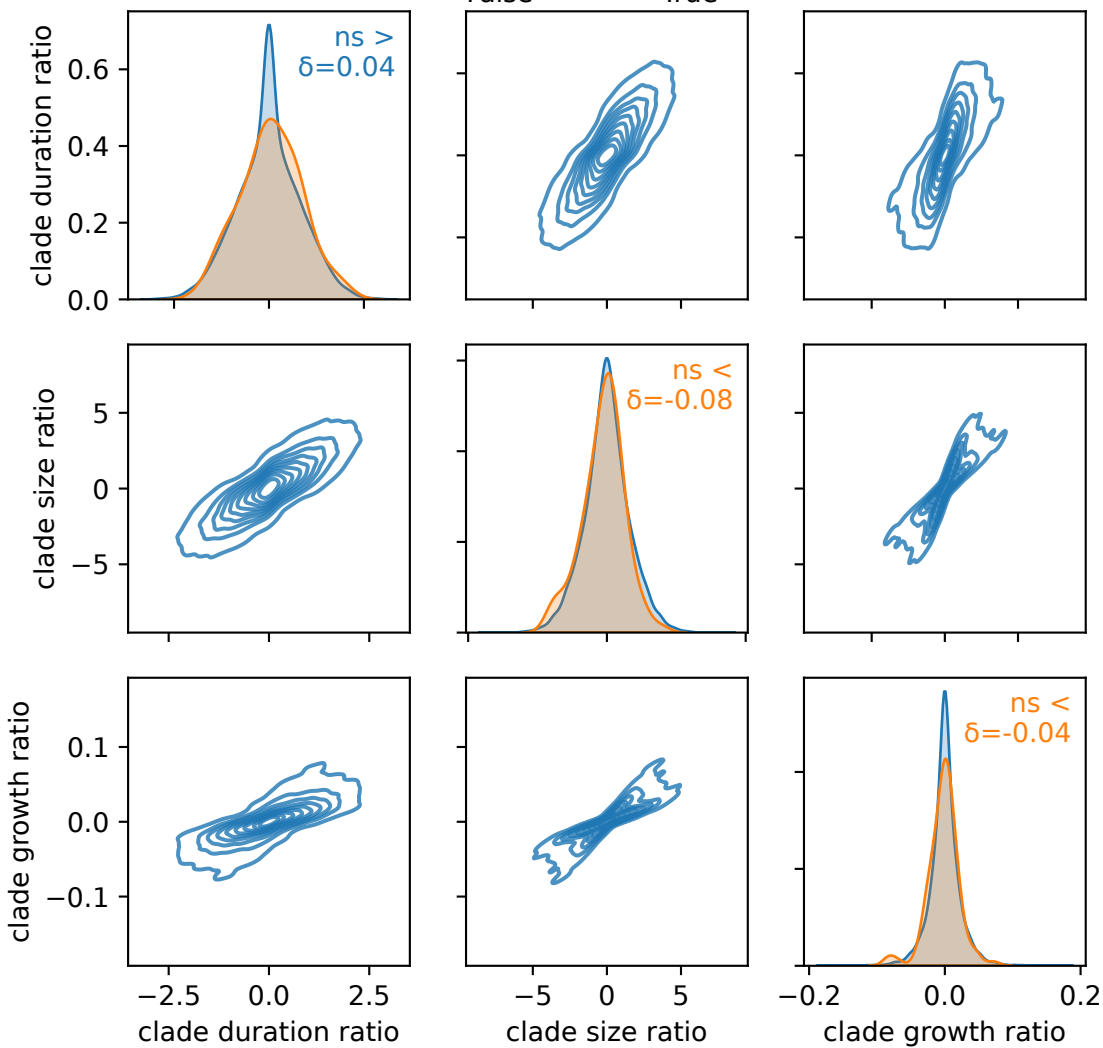 clade duration ratio
0.6
0.4
0.2
0.0
ns >
δ=0.04
clade size ratio
5
0
−5
ns <
δ=-0.08
clade growth ratio
0.1
0.0
−0.1
ns <
δ=-0.04
−2.5 0.0 2.5
−5 0 5
−0.2 0.0 0.2
clade duration ratio
clade size ratio
clade growth ratio